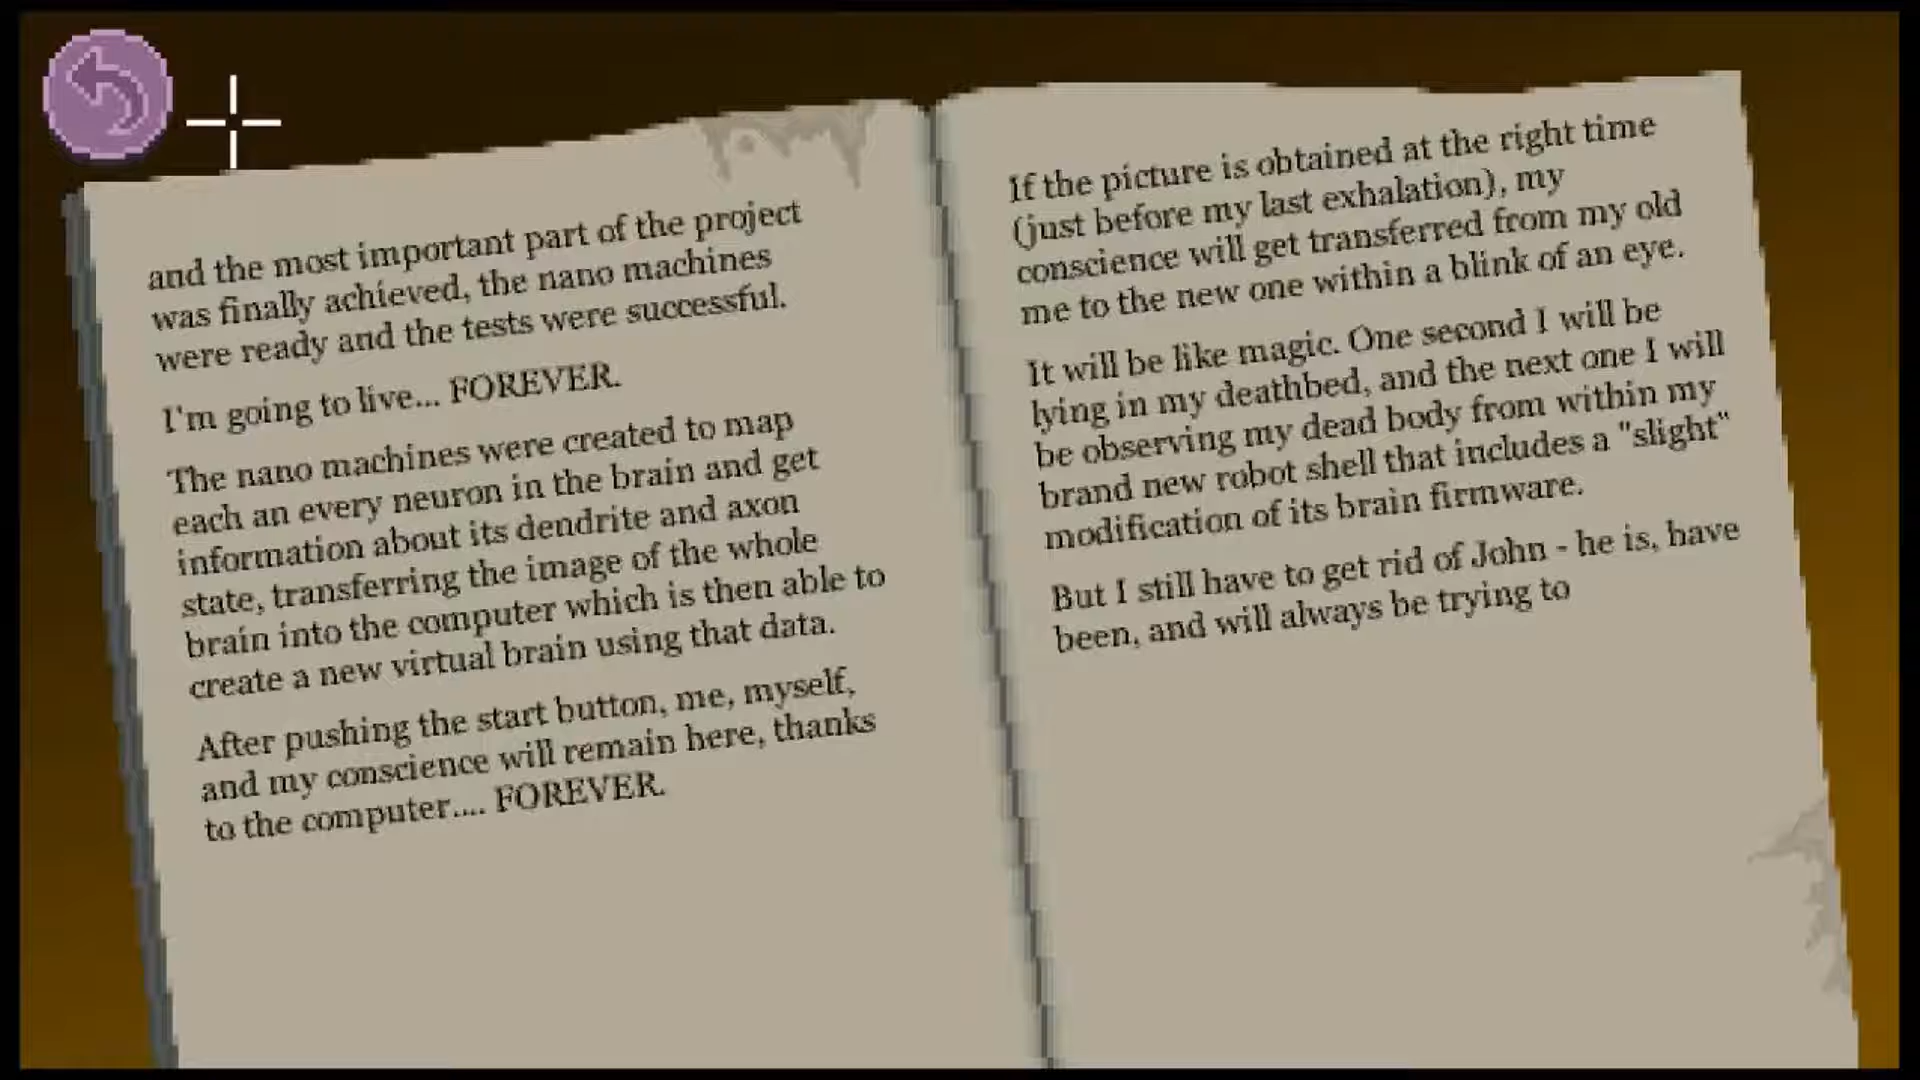 and the most important part of the project
was finally achieved, the nano machines
were ready and the tests were successful.
I'm going to live... FOREVER.
The nano machines were created to map
each an every neuron in the brain and get
information about its dendrite and axon
state, transferring the image of the whole
brain into the computer which is then able to
create a new virtual brain using that data.
After pushing the start button, me, myself,
and my conscience will remain here, thanks
to the computer.... FOREVER.
If the picture is obtained at the right time
(just before my last exhalation), my
conscience will get transferred from my old
me to the new one within a blink of an eye.
It will be like magic. One second I will be
lying in my deathbed, and the next one I will
be observing my dead body from within my
brand new robot shell that includes a "slight"
modification of its brain firmware.
But I still have to get rid of John - he is, have
been, and will always be trying to